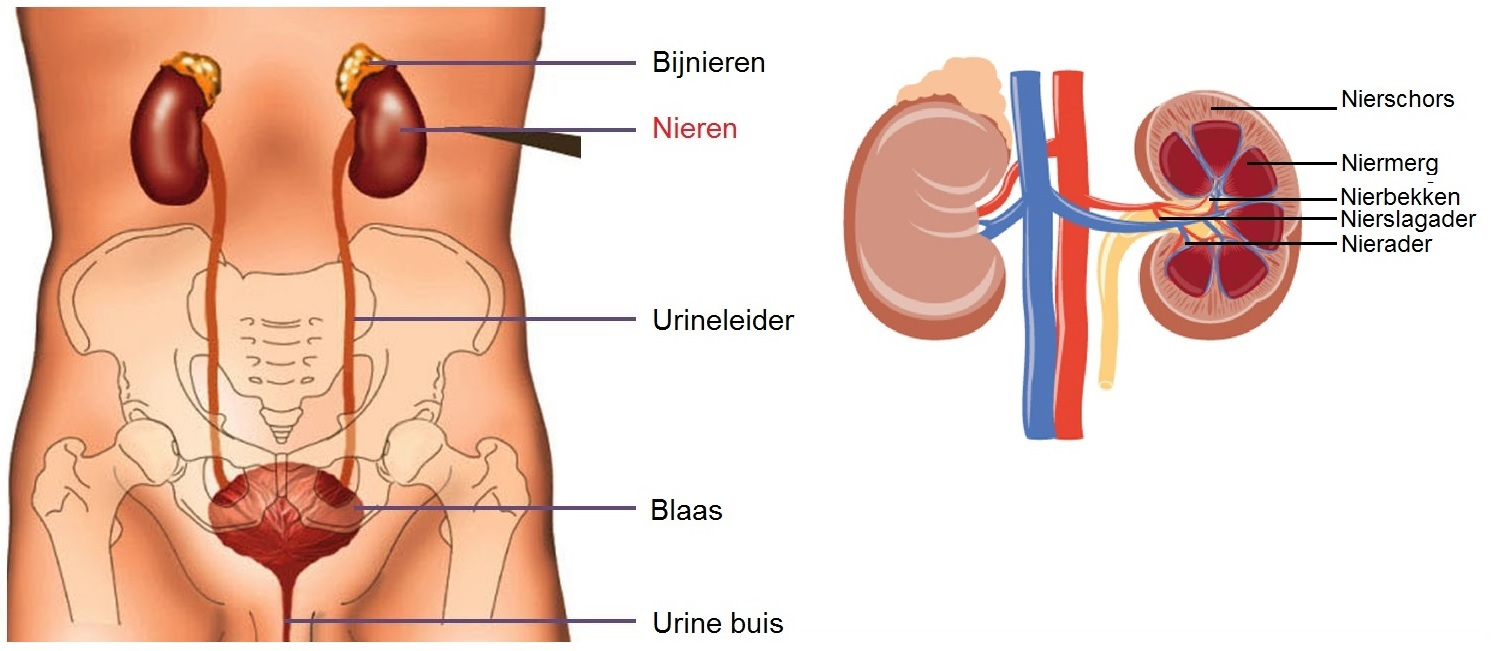 Bijnieren
Nieren
Urineleider
Blaas
Urine buis
Nierschors
Niermerg
Nierbekken
Nierslagader
Nierader